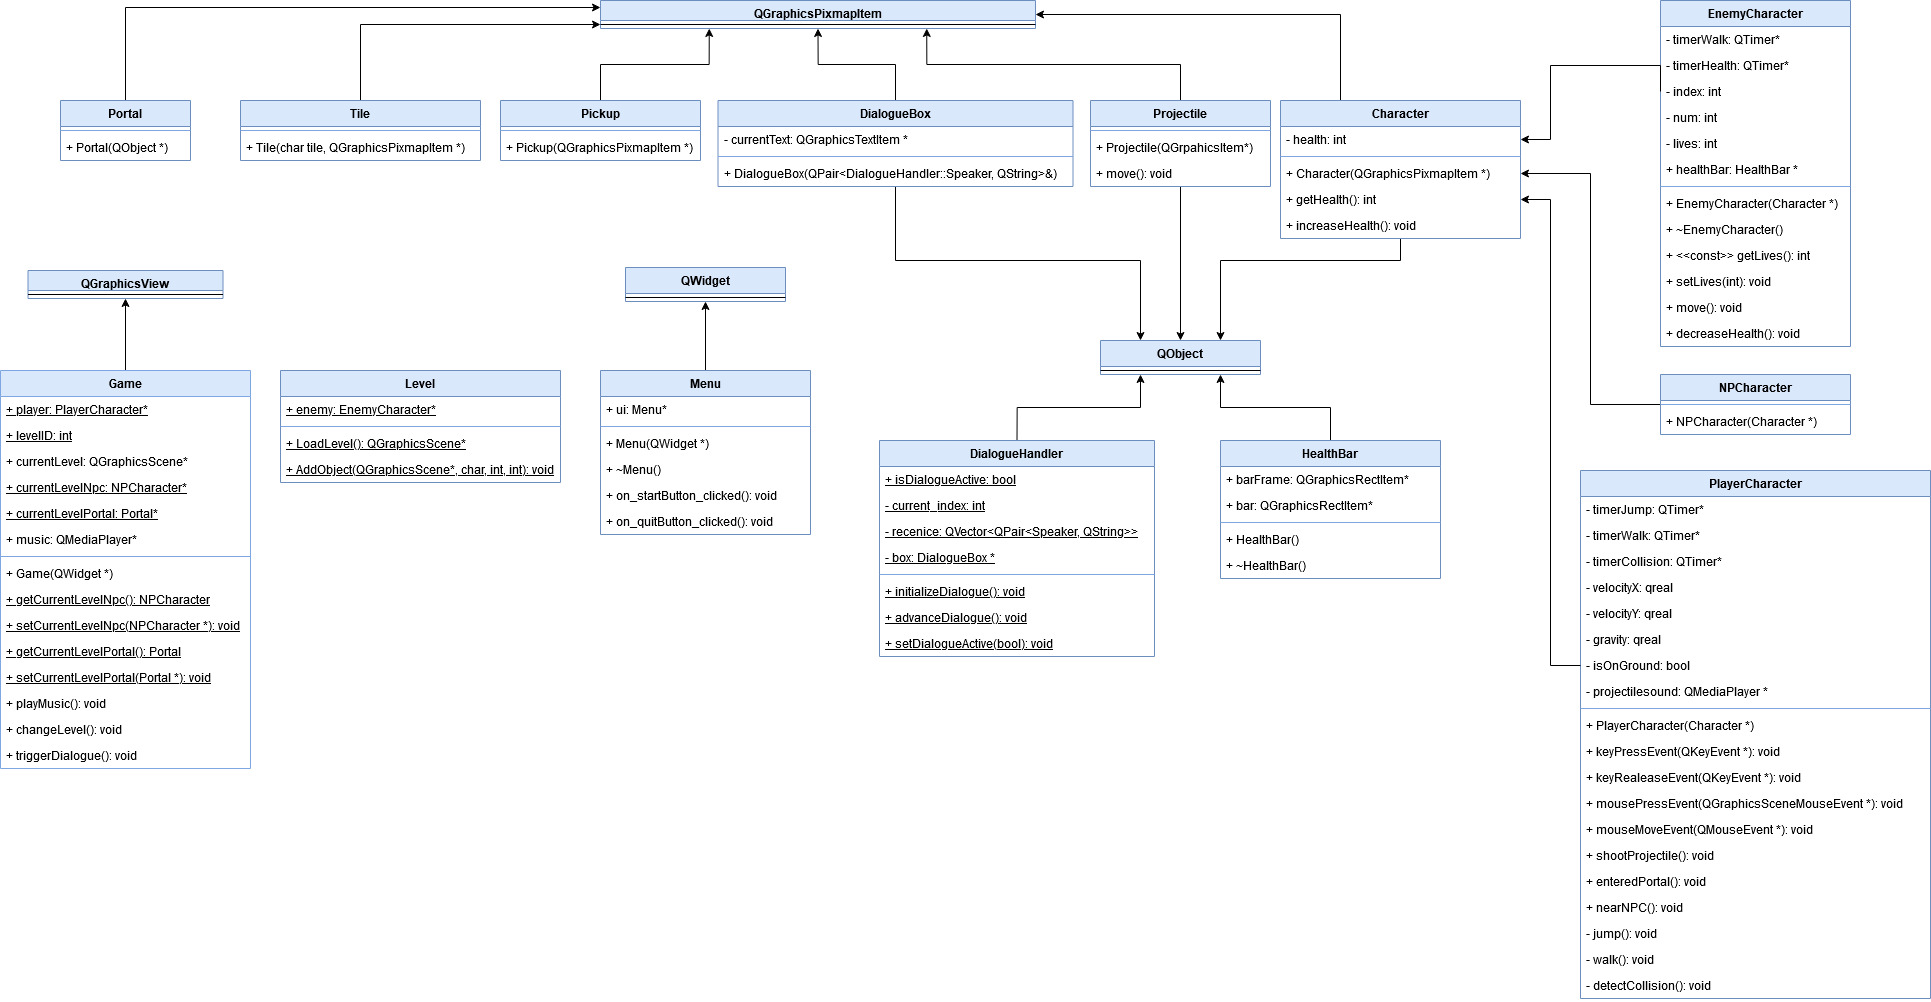 QGraphicsPixmapItem
Portal
+ Portal(QObject *)
Tile
+ Tile(char tile, QGraphicsPixmapItem *)
Pickup
+ Pickup(QGraphicsPixmapItem *)
DialogueBox
- currentText: QGraphicsTextItem *
+ DialogueBox(QPair<DialogueHandler::Speaker, QString>&)
Projectile
+ Projectile(QGrpahicsItem*)
+ move(): void
Character
- health: int
+ Character(QGraphicsPixmapItem *)
+ getHealth(): int
+ increaseHealth(): void
EnemyCharacter
- timerWalk: QTimer*
- timerHealth: QTimer*
- index: int
- num: int
- lives: int
+ healthBar: HealthBar *
+ EnemyCharacter(Character *)
+ ~EnemyCharacter()
+ <<const>> getLives(): int
+ setLives(int): void
+ move(): void
+ decreaseHealth(): void
QGraphicsView
Game
+ player: PlayerCharacter*
+ levelID: int
+ currentLevel: QGraphicsScene*
+ currentLevelNpc: NPCharacter*
+ currentLevelPortal: Portal*
+ music: QMediaPlayer*
+ Game(QWidget *)
+ getCurrentLevelNpc(): NPCharacter
+ setCurrentLevelNpc(NPCharacter *): void
+ getCurrentLevelPortal(): Portal
+ setCurrentLevelPortal(Portal *): void
+ playMusic(): void
+ changeLevel(): void
+ triggerDialogue(): void
Level
+ enemy: EnemyCharacter*
+ LoadLevel(): QGraphicsScene*
+ AddObject(QGraphicsScene*, char, int, int): void
QWidget
Menu
+ ui: Menu*
+ Menu(QWidget *)
+ ~Menu()
+ on_startButton_clicked(): void
+ on_quitButton_clicked(): void
QObject
DialogueHandler
+ isDialogueActive: bool
- current_index: int
- recenice: QVector<QPair<Speaker, QString>>
- box: DialogueBox *
+ initializeDialogue(): void
+ advanceDialogue(): void
+ setDialogueActive(bool): void
HealthBar
+ barFrame: QGraphicsRectItem*
+ bar: QGraphicsRectItem*
+ HealthBar()
+ ~HealthBar()
NPCharacter
+ NPCharacter(Character *)
PlayerCharacter
- timerJump: QTimer*
- timerWalk: QTimer*
- timerCollision: QTimer*
- velocityX: qreal
- velocityY: qreal
- gravity: qreal
- isOnGround: bool
- projectilesound: QMediaPlayer *
+ PlayerCharacter(Character *)
+ keyPressEvent(QKeyEvent *): void
+ keyRealeaseEvent(QKeyEvent *): void
+ mousePressEvent(QGraphicsSceneMouseEvent *): void
+ mouseMoveEvent(QMouseEvent *): void
+ shootProjectile(): void
+ enteredPortal(): void
+ nearNPC(): void
- jump(): void
- walk(): void
- detectCollision(): void